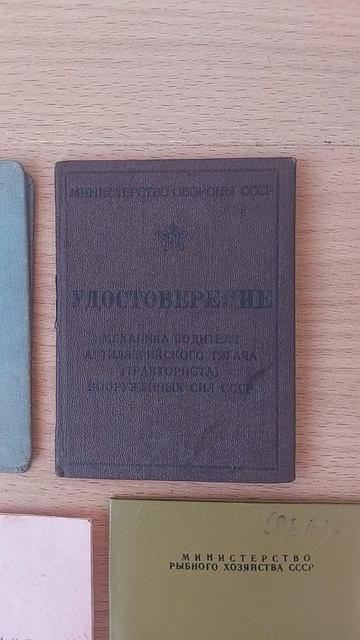 МИНИСТЕРСТВО ОБОРОНЫ СССР
УДОСТОВЕРЕНИЕ
МЕХАНИКА-ВОДИТЕЛЯ
АРТИЛЛЕРИЙСКОГО ТЯГАЧА
(ТРАКТОРИСТА)
ВООРУЖЕННЫХ СИЛ СССР
МИНИСТЕРСТВО
РЫБНОГО ХОЗЯЙСТВА СССР